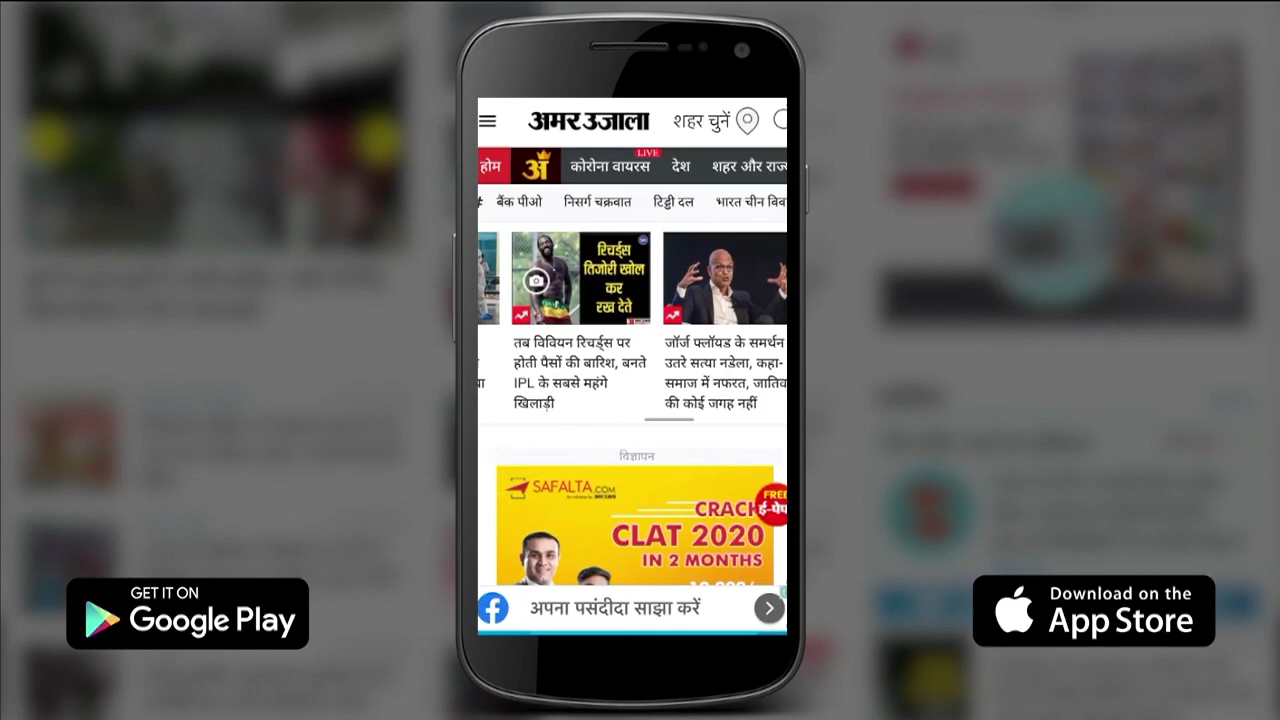 अमर उजाला
शहर चुनें
LIVE
होम
अ
कोरोना वायरस
देश
शहर और राज्
#
बैंक पीओ
निसर्ग चक्रवात
टिड्डी दल
भारत चीन विवा
रिचर्ड्स
तिजोरी खोल
कर
रख देते
तब विवियन रिचर्ड्स पर
होती पैसों की बारिश, बनते
IPL के सबसे महंगे
खिलाड़ी
जॉर्ज फ्लॉयड के समर्थन
उतरे सत्या नडेला, कहा-
समाज में नफरत, जातिव
की कोई जगह नहीं
विज्ञापन
SAFALTA.COM
CRACK
CLAT 2020
IN 2 MONTHS
FREE
ई-पेप
अपना पसंदीदा साझा करें
GET IT ON
Google Play
Download on the
App Store